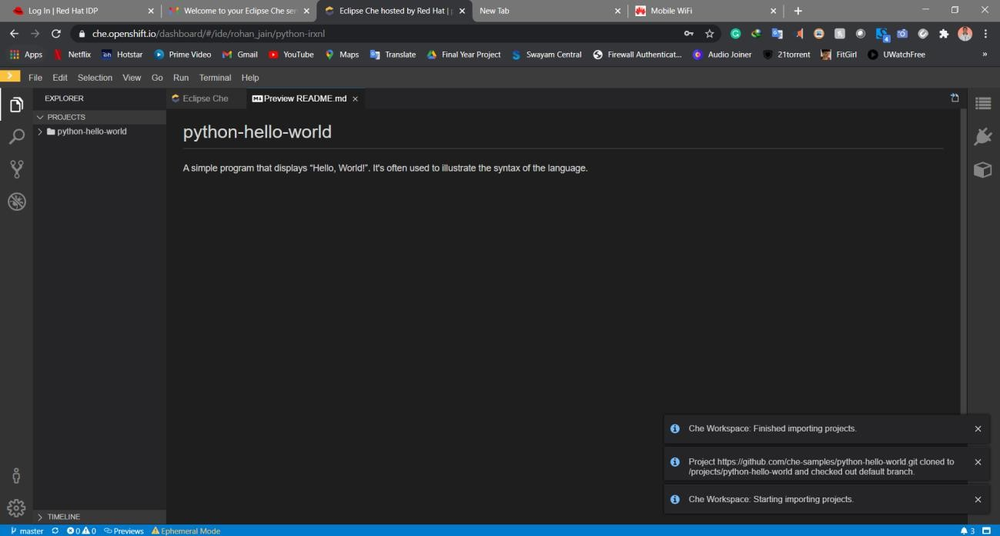 Log In | Red Hat IDP
Welcome to your Eclipse Che ser
Eclipse Che hosted by Red Hat | p
New Tab
Mobile WiFi
che.openshift.io/dashboard/#/ide/rohan_jain/python-irxnl
4
Apps
Netflix
Hotstar
Prime Video
Gmail
YouTube
Maps
Translate
Final Year Project
Swayam Central
Firewall Authenticat...
Audio Joiner
21torrent
FitGirl
UWatchFree
»
File Edit Selection View Go Run Terminal Help
EXPLORER
Eclipse Che
Preview README.md
PROJECTS
python-hello-world
python-hello-world
A simple program that displays “Hello, World!”. It's often used to illustrate the syntax of the language.
Che Workspace: Finished importing projects.
Project https://github.com/che-samples/python-hello-world.git cloned to
/projects/python-hello-world and checked out default branch.
Che Workspace: Starting importing projects.
TIMELINE
master 0 0 Previews Ephemeral Mode
3